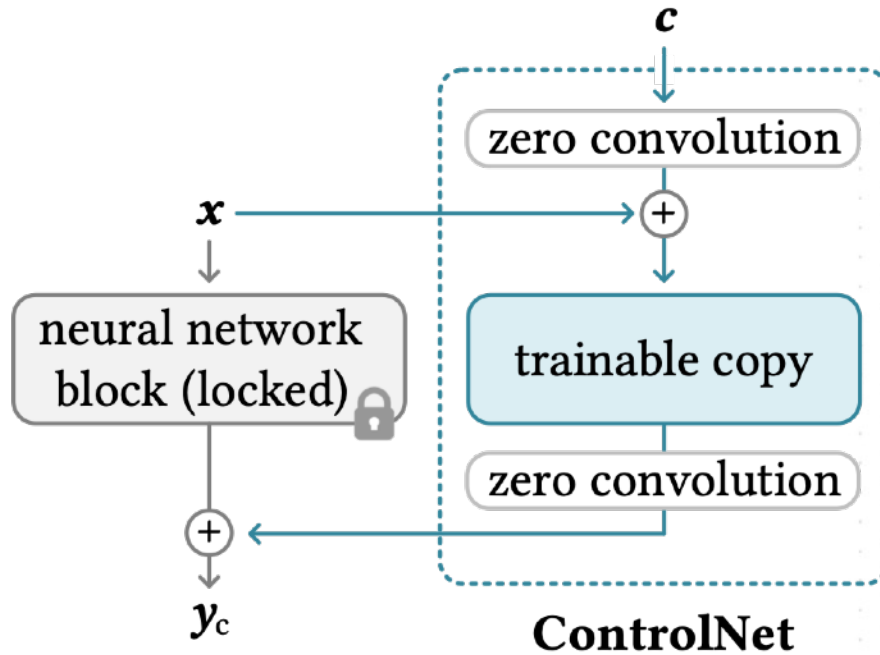 c
zero convolution
x
+
neural network
block (locked)
trainable copy
zero convolution
+
y_c
ControlNet